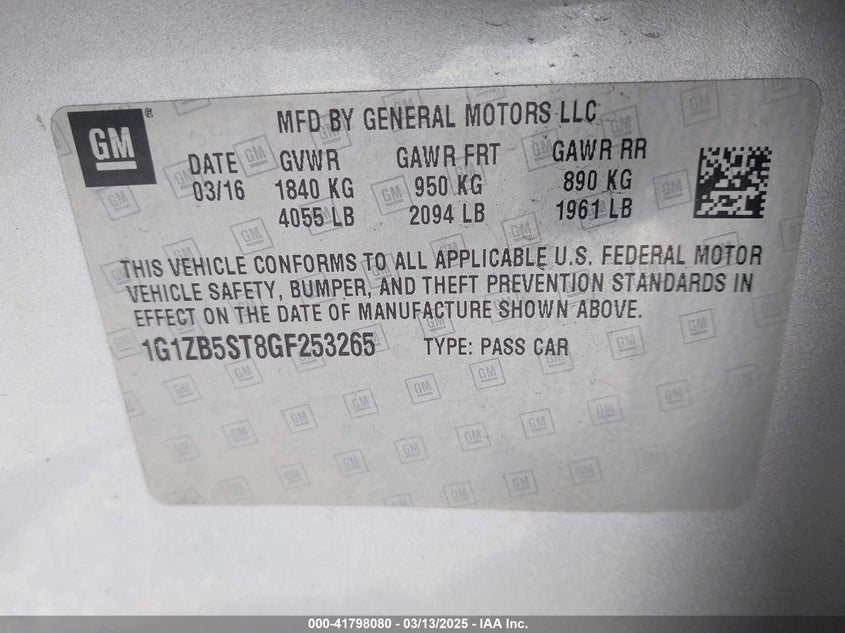 GM
MFD BY GENERAL MOTORS LLC
DATE GVWR GAWR FRT GAWR RR
03/16 1840 KG 950 KG 890 KG
4055 LB 2094 LB 1961 LB
THIS VEHICLE CONFORMS TO ALL APPLICABLE U.S. FEDERAL MOTOR
VEHICLE SAFETY, BUMPER, AND THEFT PREVENTION STANDARDS IN
EFFECT ON THE DATE OF MANUFACTURE SHOWN ABOVE.
1G1ZB5ST8GF253265 TYPE: PASS CAR
000-41798080 - 03/13/2025 - IAA Inc.